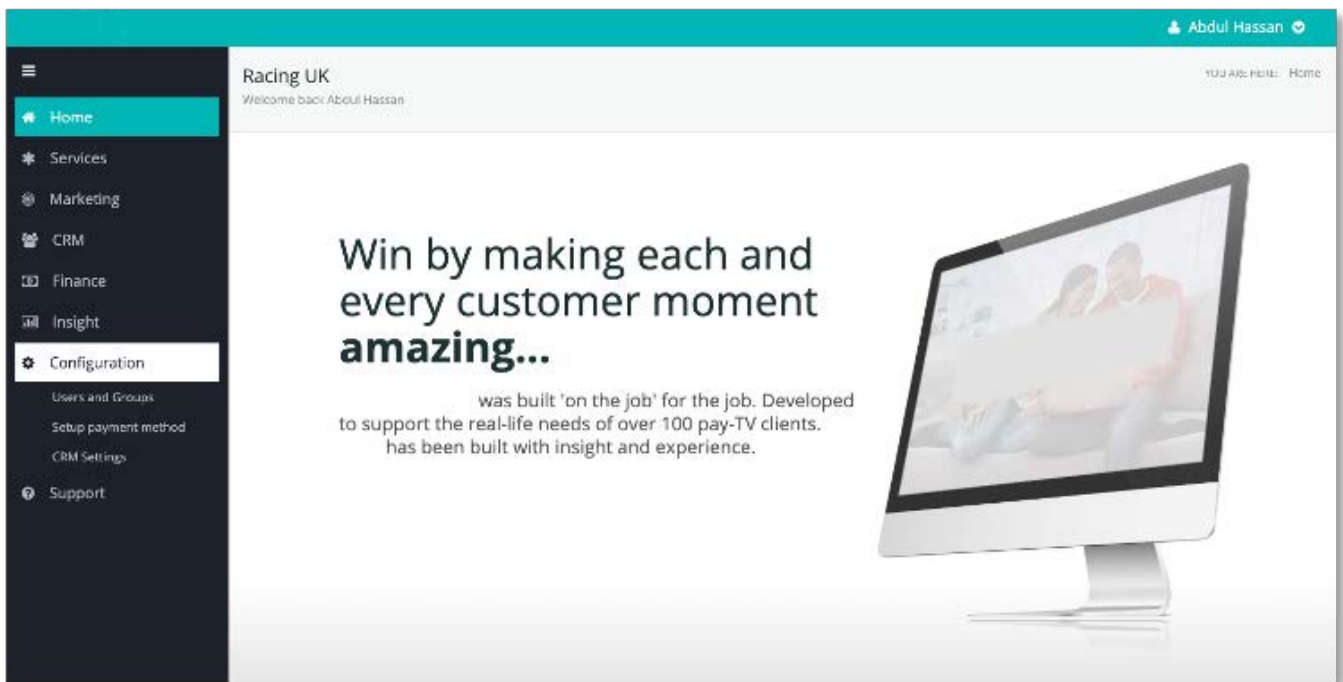 Abdul Hassan
Racing UK
YOU ARE HERE: Home
Welcome back Abdul Hassan
Home
Services
Marketing
CRM
Finance
Insight
Configuration
Users and Groups
Setup payment method
CRM Settings
Support
Win by making each and
every customer moment
amazing...
was built 'on the job' for the job. Developed
to support the real-life needs of over 100 pay-TV clients.
has been built with insight and experience.